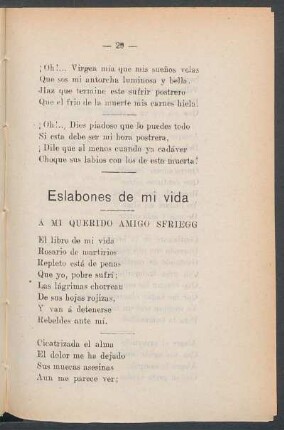 — 29 —
¡Oh!... Virgen mía que mis sueños velas
Que sos mi antorcha luminosa y bella,
Haz que termine este sufrir postrero
Que el frío de la muerte mis carnes hiela!
¡Oh!..., Dios piadoso que lo puedes todo
Si esta debe ser mi hora postrera,
¡Dile que al menos cuando ya cadáver
Choque sus labios con los de este muerta!
Eslabones de mi vida
A MI QUERIDO AMIGO SFRIEGG
El libro de mi vida
Rosario de martirios
Repleto está de penas
Que yo, pobre sufrí:
Las lágrimas chorrean
De sus hojas rojizas,
Y van á detenerse
Rebeldes ante mí.
Cicatrizada el alma
El dolor me ha dejado
Sus muecas asesinas
Aun me parece ver;